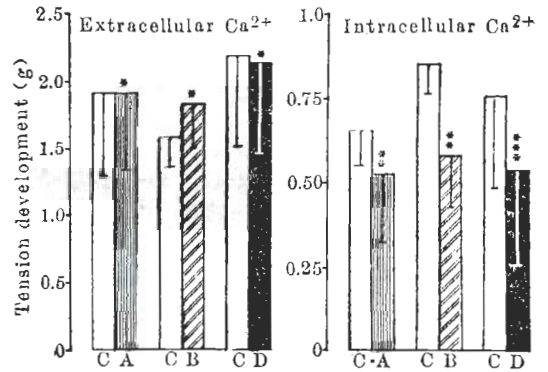 Extracellular Ca2+
Intracellular Ca2+
Tension development (g)
2.5
2.0
1.5
1.0
0.5
0
C A
C B
C D
*
*
*
1.0
0.75
0.50
0.25
0
C·A
C B
C D
**
**
***